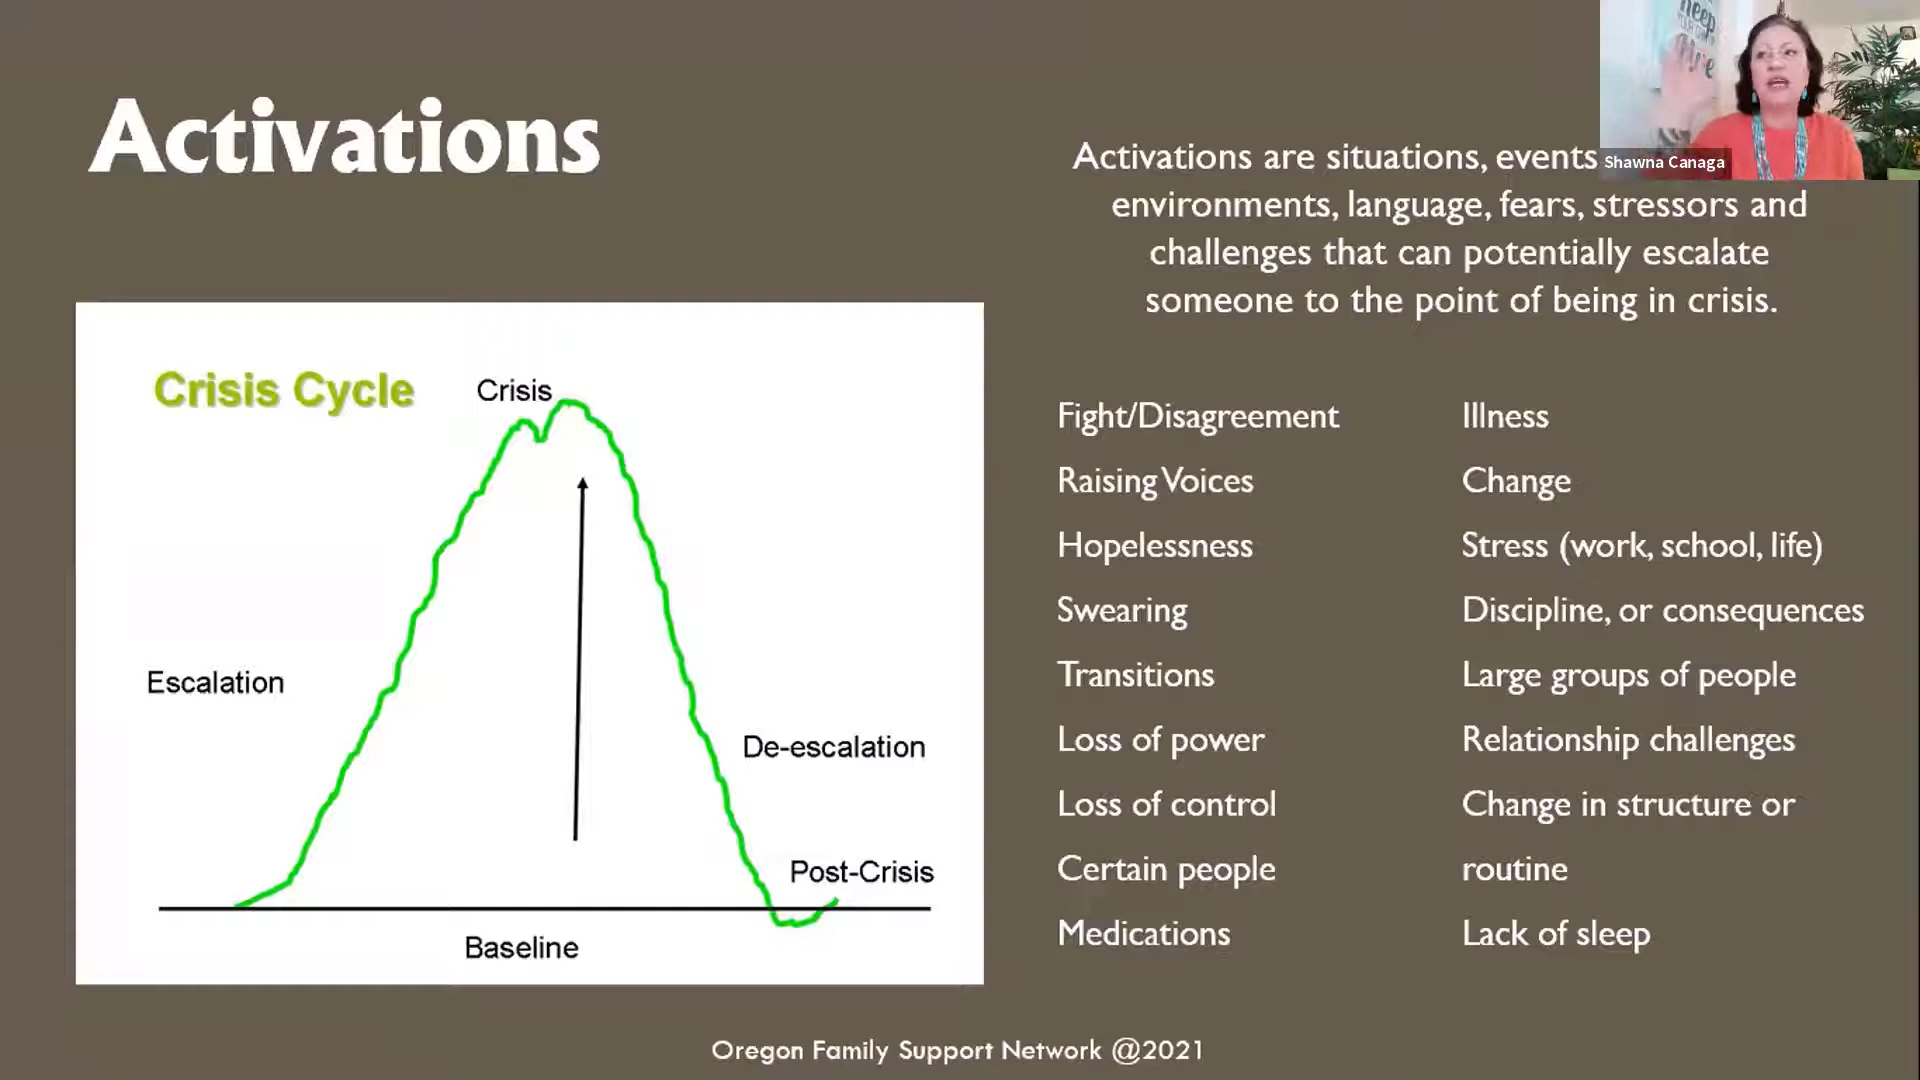 Activations
Activations are situations, events
environments, language, fears, stressors and
challenges that can potentially escalate
someone to the point of being in crisis.
Shawna Canaga
Crisis Cycle
Crisis
Escalation
De-escalation
Post-Crisis
Baseline
Fight/Disagreement
Raising Voices
Hopelessness
Swearing
Transitions
Loss of power
Loss of control
Certain people
Medications
Illness
Change
Stress (work, school, life)
Discipline, or consequences
Large groups of people
Relationship challenges
Change in structure or
routine
Lack of sleep
Oregon Family Support Network @2021